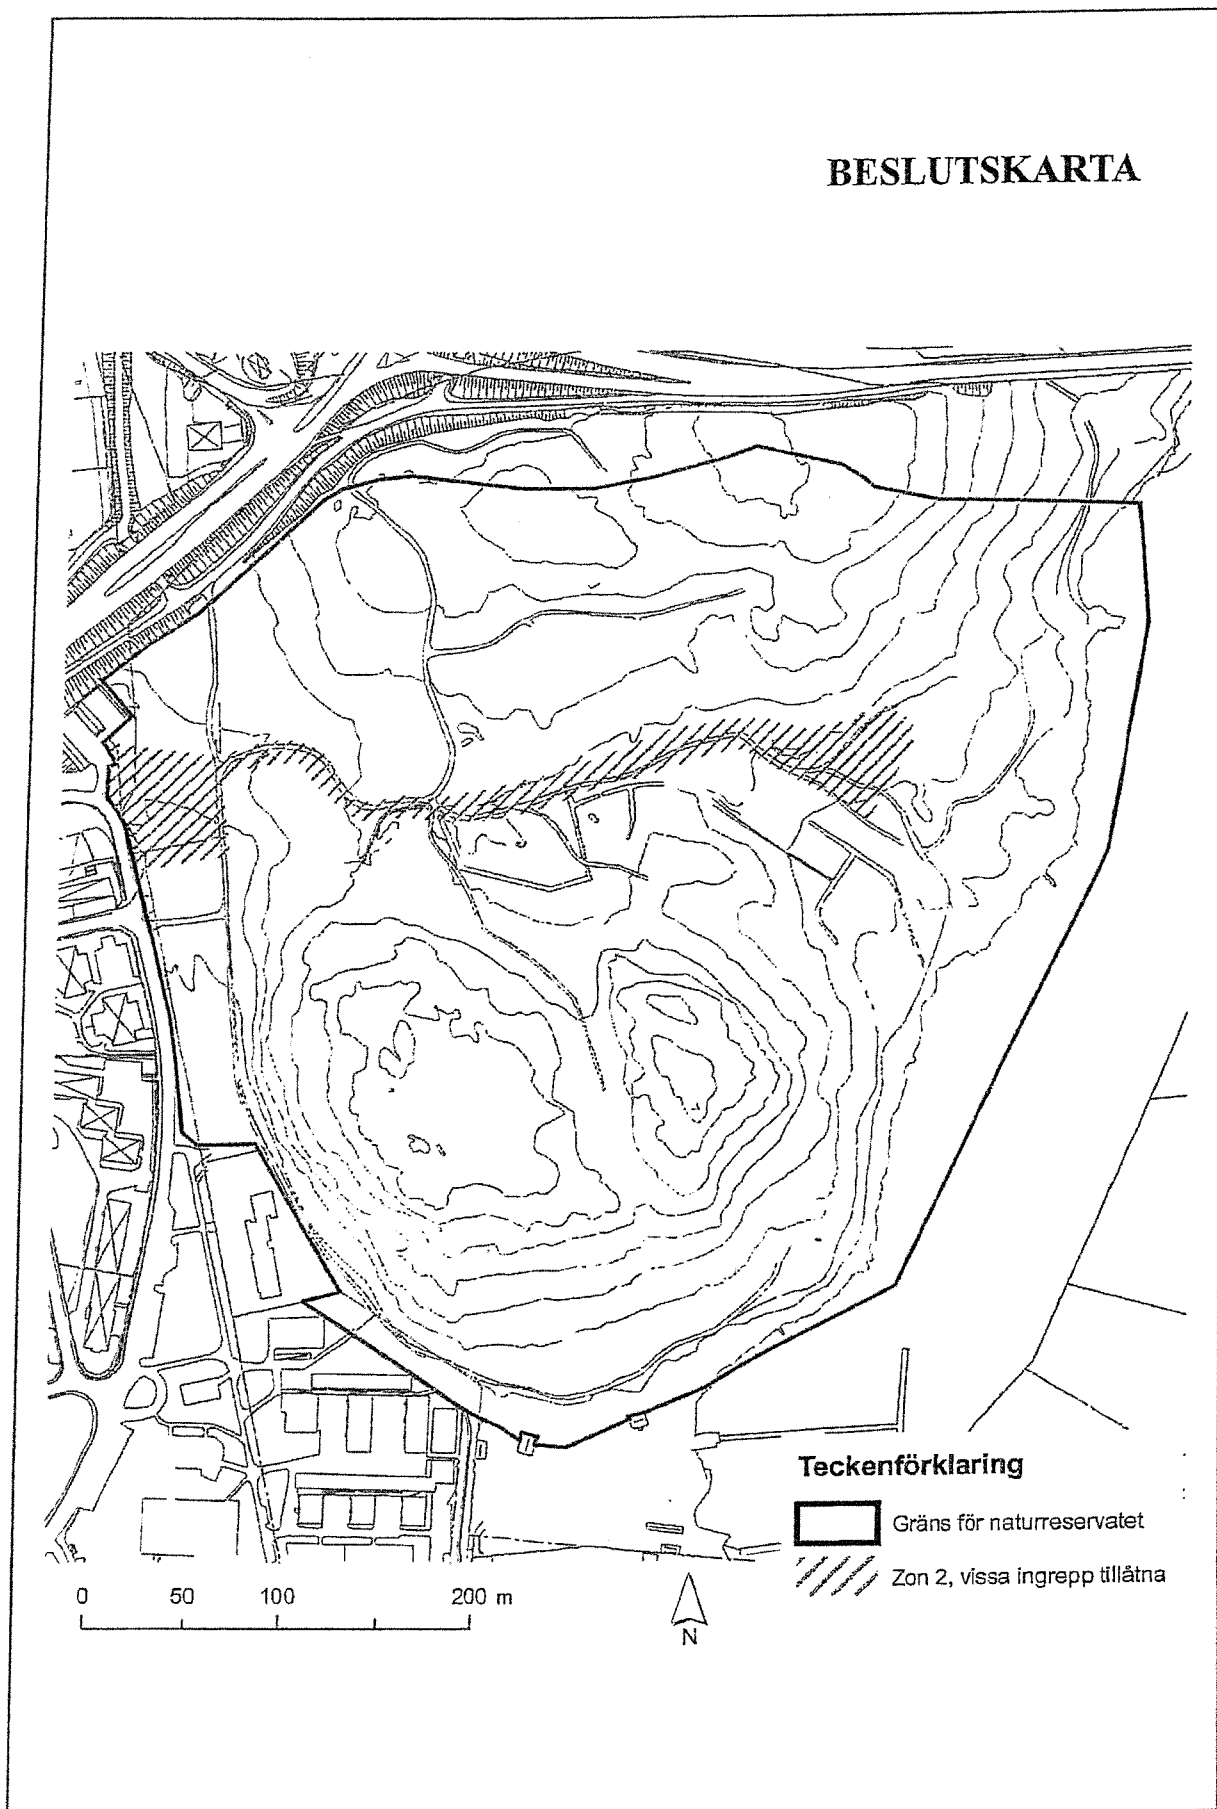 BESLUTSKARTA
Teckenförklaring
Gräns för naturreservatet
Zon 2, vissa ingrepp tillåtna
0 50 100 200 m
N